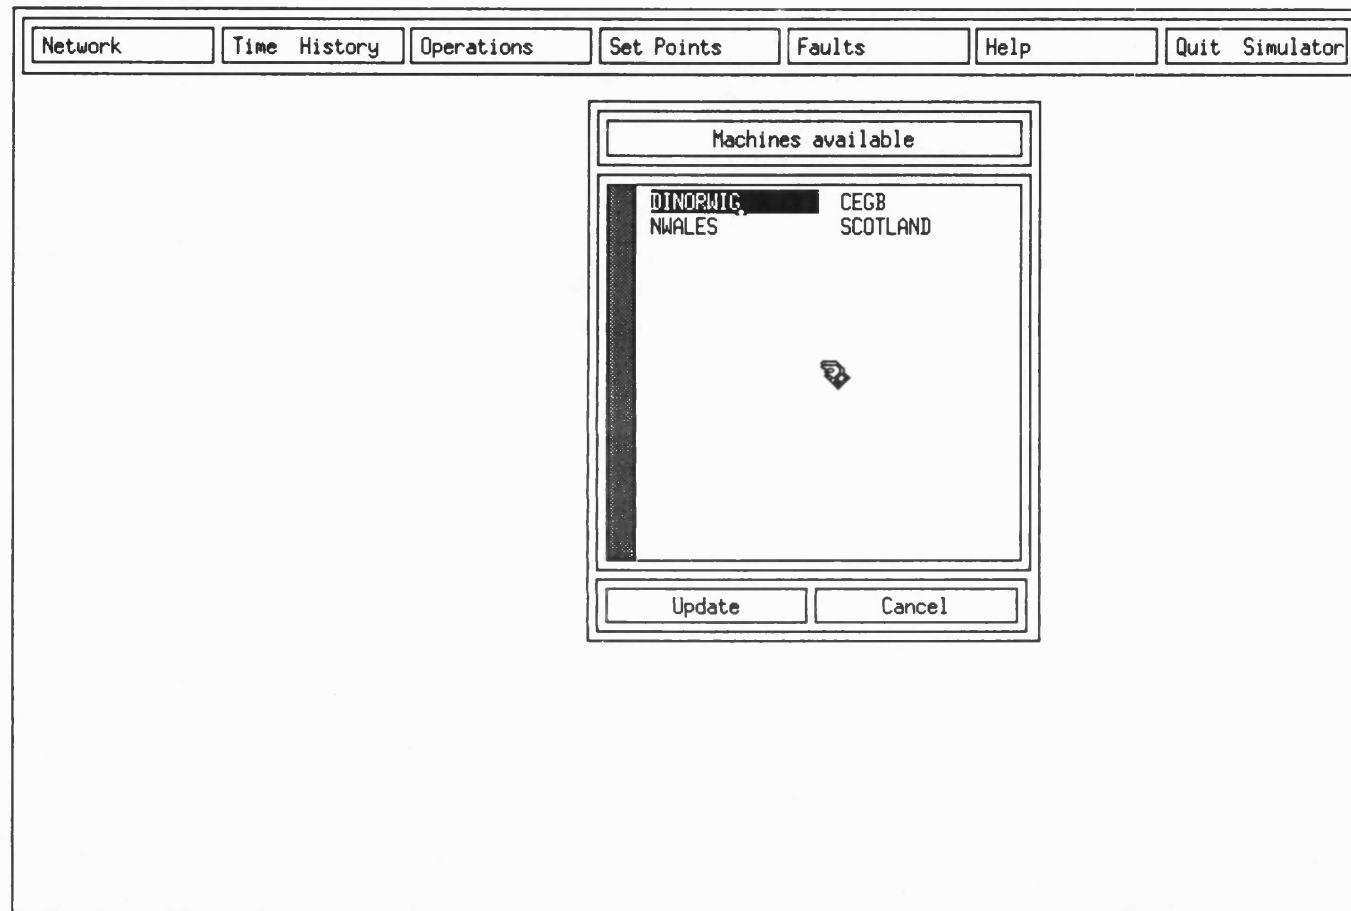 Network Time History Operations Set Points Faults Help Quit Simulator
Machines available
DINORWIG CEGB
NWALES SCOTLAND
Update Cancel